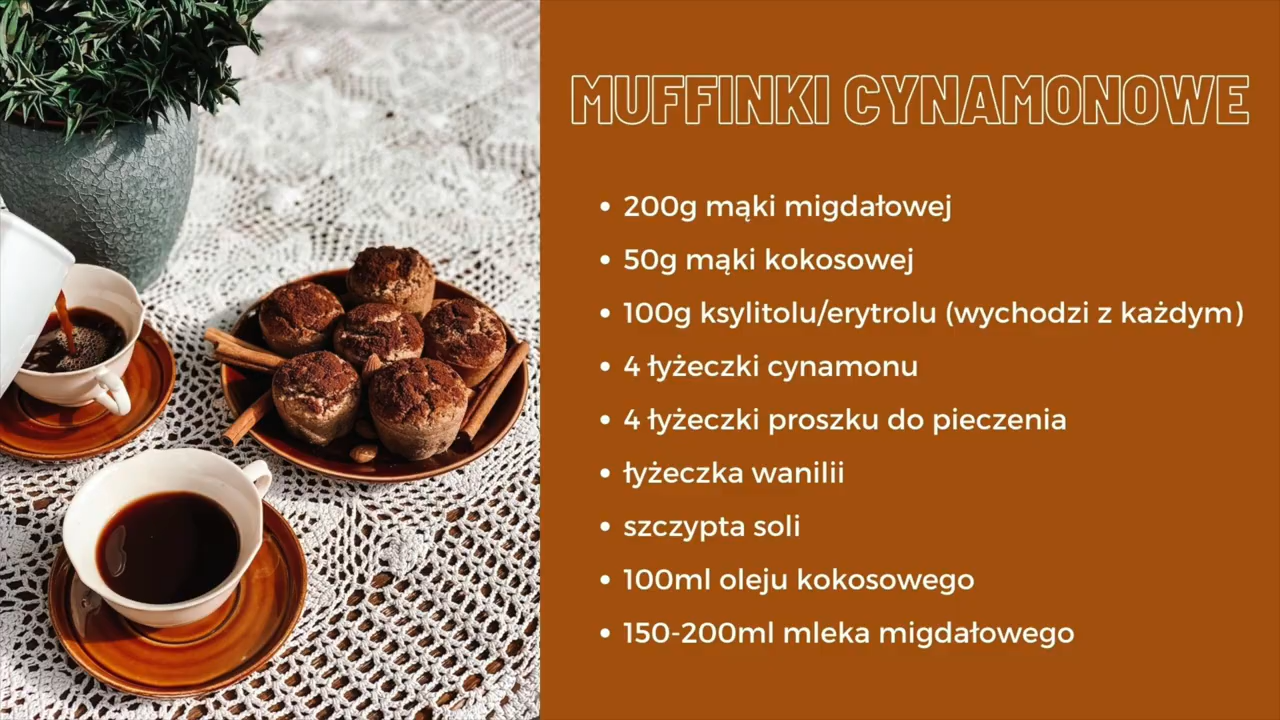 MUFFINKI CYNAMONOWE
• 200g mąki migdałowej
• 50g mąki kokosowej
• 100g ksylitolu/erytrolu (wychodzi z każdym)
• 4 łyżeczki cynamonu
• 4 łyżeczki proszku do pieczenia
• łyżeczka wanilii
• szczypta soli
• 100ml oleju kokosowego
• 150-200ml mleka migdałowego